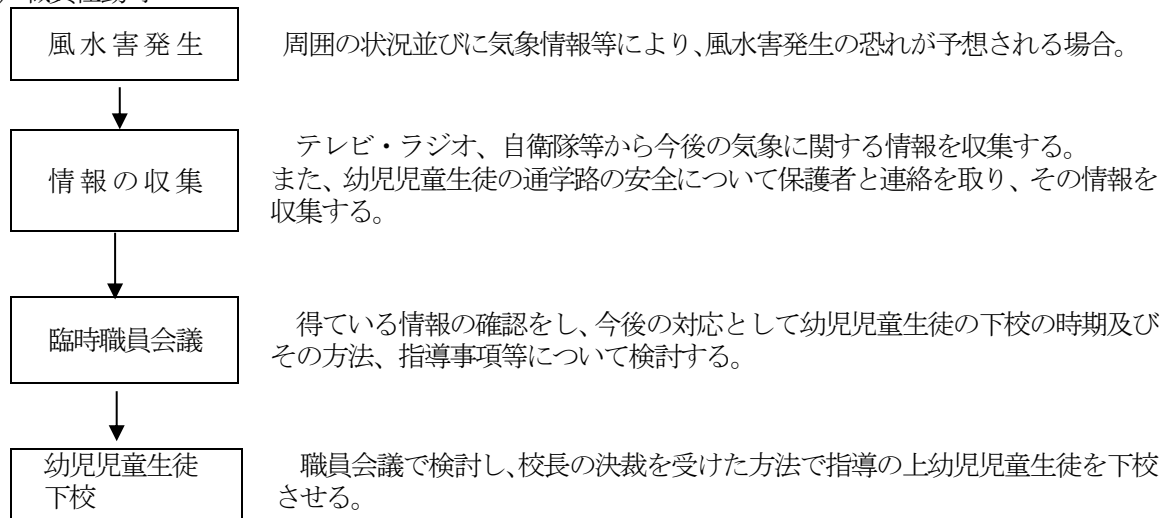 風水害発生
周囲の状況並びに気象情報等により、風水害発生の恐れが予想される場合。
情報の収集
テレビ・ラジオ、自衛隊等から今後の気象に関する情報を収集する。
また、幼児児童生徒の通学路の安全について保護者と連絡を取り、その情報を
収集する。
臨時職員会議
得ている情報の確認をし、今後の対応として幼児児童生徒の下校の時期及び
その方法、指導事項等について検討する。
幼児児童生徒
下校
職員会議で検討し、校長の決裁を受けた方法で指導の上幼児児童生徒を下校
させる。